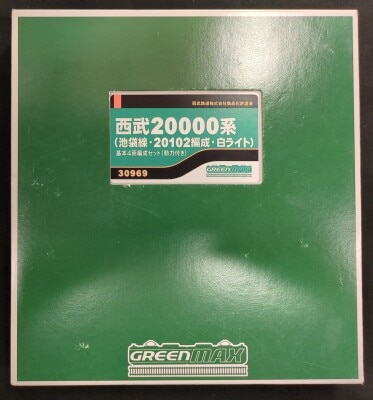 西武鉄道株式会社商品化許諾済
西武20000系
(池袋線・20102編成・白ライト)
基本4両編成セット(動力付き)
30969
GREENMAX
GREENMAX